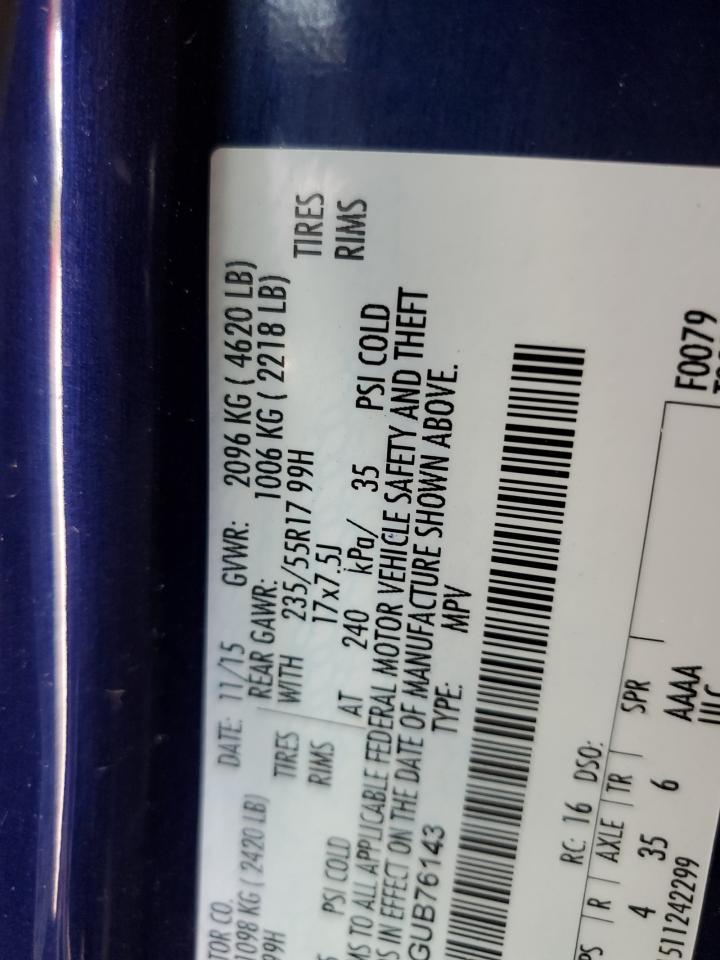 TOR CO. DATE: 11/15 GVWR: 2096 KG ( 4620 LB)
1098 KG ( 2420 LB) REAR GAWR: 1006 KG ( 2218 LB)
99H TIRES WITH 235/55R17 99H TIRES
RIMS 17x7.5J RIMS
PSI COLD AT 240 kPa/ 35 PSI COLD
MS TO ALL APPLICABLE FEDERAL MOTOR VEHICLE SAFETY AND THEFT
S IN EFFECT ON THE DATE OF MANUFACTURE SHOWN ABOVE.
GUB76143 TYPE: MPV
RC: 16 DSO: F0079
PS R AXLE TR SPR
4 35 6 AAAA
511242299